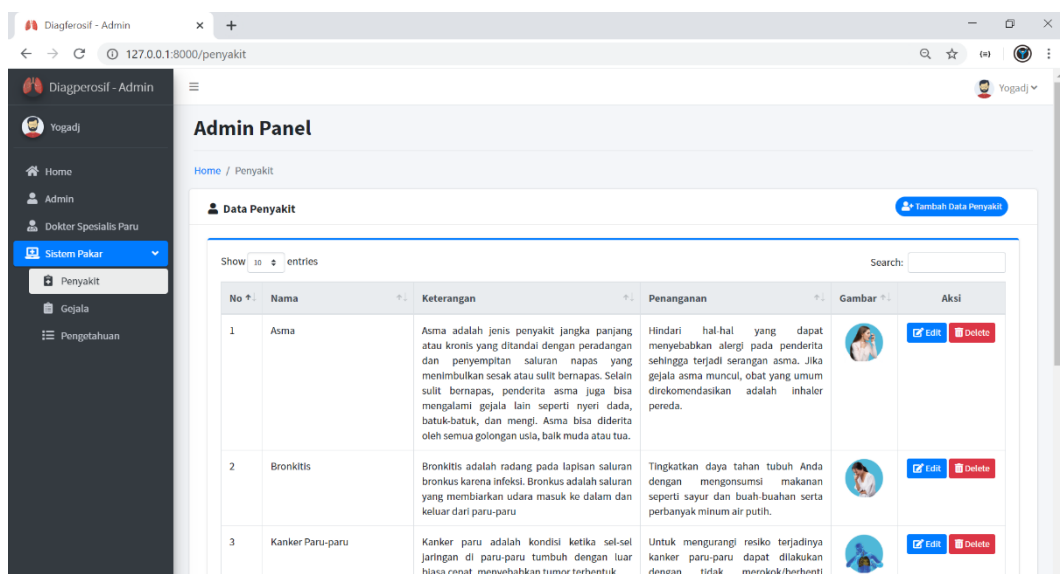 Diagferosif - Admin
127.0.0.1:8000/penyakit
Diagperosif - Admin
Yogadj
Yogadj
Home
Admin
Dokter Spesialis Paru
Sistem Pakar
Penyakit
Gejala
Pengetahuan
Admin Panel
Home / Penyakit
Data Penyakit
Tambah Data Penyakit
Show 10 entries
Search:
No Nama Keterangan Penanganan Gambar Aksi
1 Asma
Asma adalah jenis penyakit jangka panjang
atau kronis yang ditandai dengan peradangan
dan penyempitan saluran napas yang
menimbulkan sesak atau sulit bernapas. Selain
sulit bernapas, penderita asma juga bisa
mengalami gejala lain seperti nyeri dada,
batuk-batuk, dan mengi. Asma bisa diderita
oleh semua golongan usia, baik muda atau tua.
Hindari hal-hal yang dapat
menyebabkan alergi pada penderita
sehingga terjadi serangan asma. Jika
gejala asma muncul, obat yang umum
direkomendasikan adalah inhaler
pereda.
Edit Delete
2 Bronkitis
Bronkitis adalah radang pada lapisan saluran
bronkus karena infeksi. Bronkus adalah saluran
yang membiarkan udara masuk ke dalam dan
keluar dari paru-paru
Tingkatkan daya tahan tubuh Anda
dengan mengonsumsi makanan
seperti sayur dan buah-buahan serta
perbanyak minum air putih.
Edit Delete
3 Kanker Paru-paru
Kanker paru adalah kondisi ketika sel-sel
jaringan di paru-paru tumbuh dengan luar
biasa cepat, menyebabkan tumor terbentuk.
Untuk mengurangi resiko terjadinya
kanker paru-paru dapat dilakukan
dengan tidak merokok/berhenti
Edit Delete